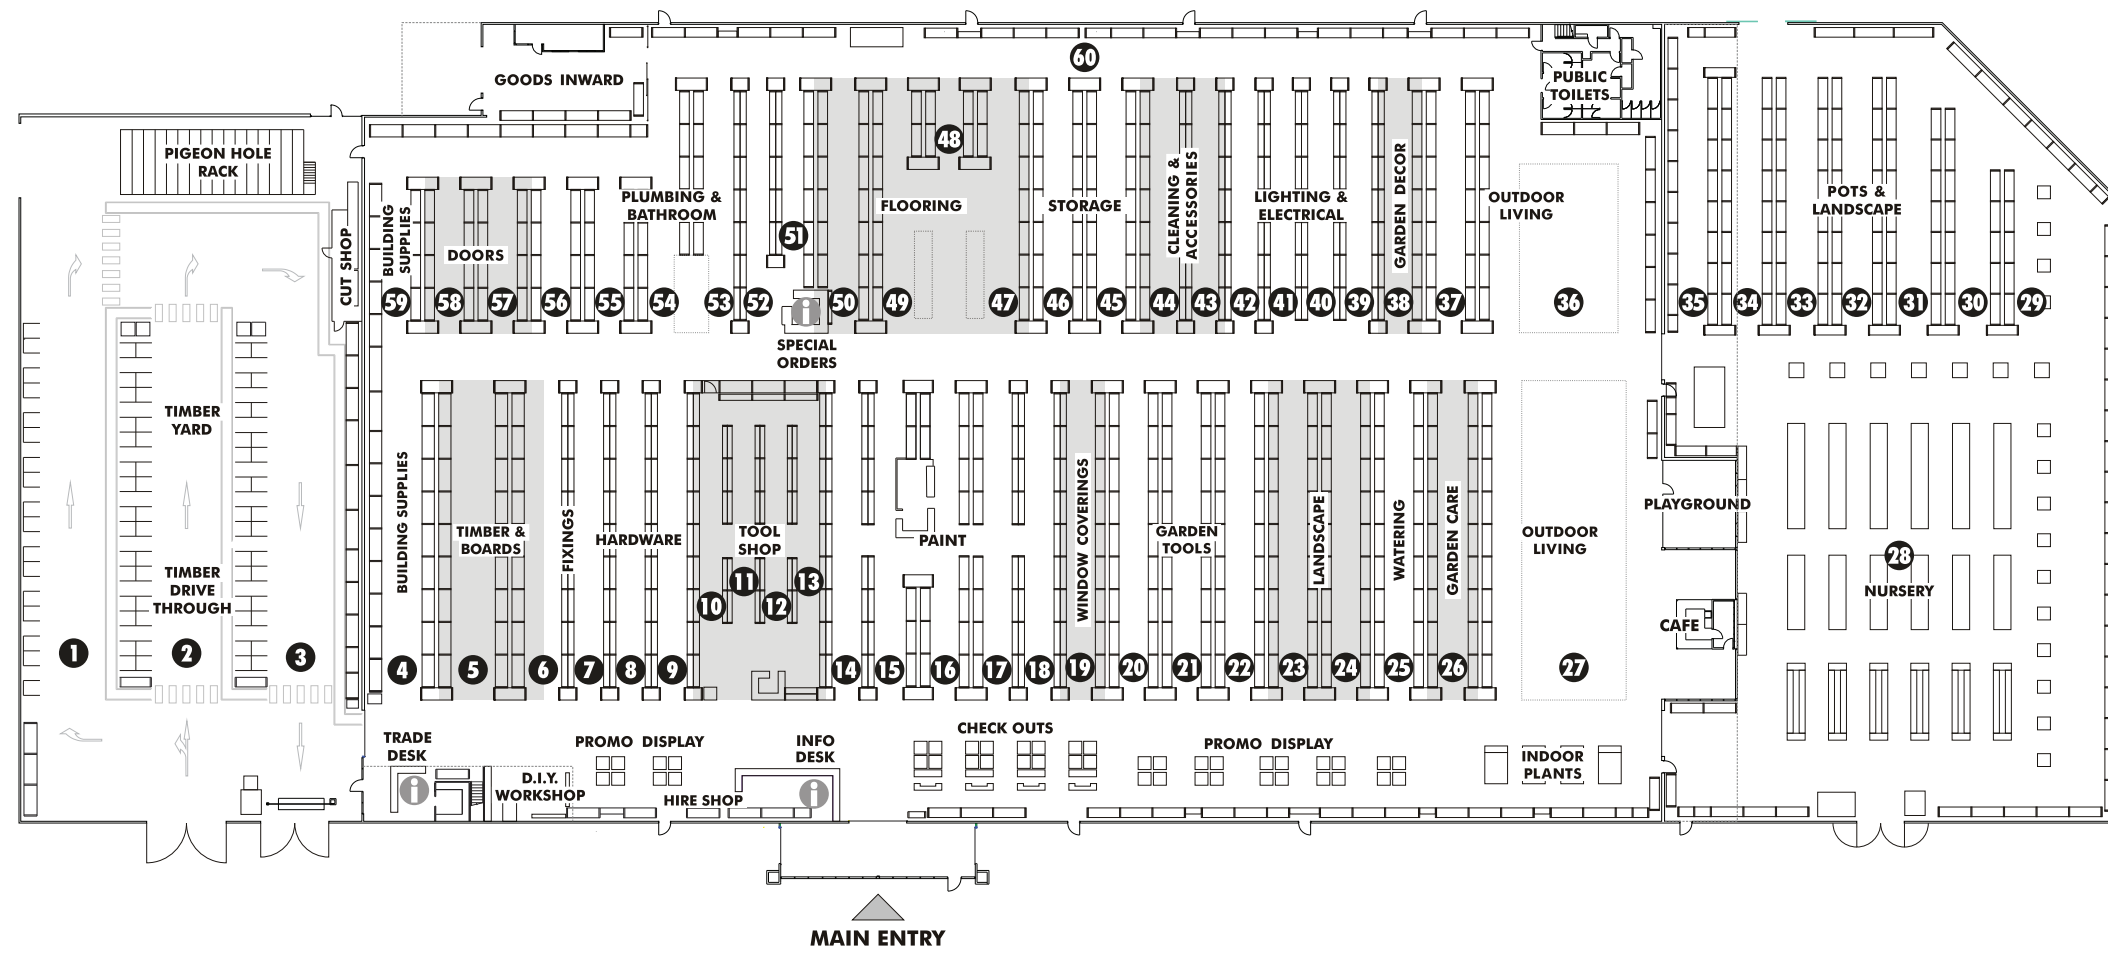 60
GOODS INWARD
PUBLIC
TOILETS
PIGEON HOLE
RACK
48
CUT SHOP
BUILDING
SUPPLIES
DOORS
PLUMBING &
BATHROOM
51
FLOORING
STORAGE
CLEANING &
ACCESSORIES
LIGHTING &
ELECTRICAL
GARDEN DECOR
OUTDOOR
LIVING
POTS &
LANDSCAPE
59
58
57
56
55
54
53
52
i
50
49
47
46
45
44
43
42
41
40
39
38
37
36
35
34
33
32
31
30
29
SPECIAL
ORDERS
TIMBER
YARD
TIMBER
DRIVE
THROUGH
BUILDING SUPPLIES
TIMBER &
BOARDS
FIXINGS
HARDWARE
TOOL
SHOP
PAINT
WINDOW COVERINGS
GARDEN
TOOLS
LANDSCAPE
WATERING
GARDEN CARE
OUTDOOR
LIVING
PLAYGROUND
28
NURSERY
CAFE
10
11
12
13
1
2
3
4
5
6
7
8
9
14
15
16
17
18
19
20
21
22
23
24
25
26
27
TRADE
DESK
i
D.I.Y.
WORKSHOP
PROMO DISPLAY
HIRE SHOP
INFO
DESK
i
CHECK OUTS
PROMO DISPLAY
INDOOR
PLANTS
MAIN ENTRY